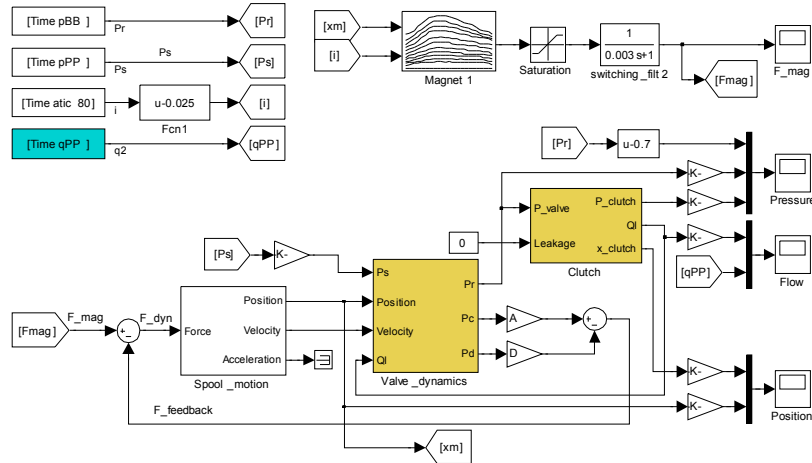 [Time pBB ]
Pr
[Pr]
[Time pPP ]
Ps
Ps
[Ps]
[Time atic 80]
i
u-0.025
Fcn1
[i]
[Time qPP ]
q2
[qPP]
[xm]
[i]
Magnet 1
Saturation
1
0.003 s+1
switching _filt 2
F_mag
[Fmag]
[Pr]
u-0.7
K-
K-
Pressure
P_valve
P_clutch
Ql
Leakage
x_clutch
Clutch
0
K-
[qPP]
Flow
[Ps]
K-
Ps
Position
Velocity
Ql
Pr
Pc
Pd
Valve _dynamics
A
D
[Fmag]
F_mag
F_dyn
Force
Position
Velocity
Acceleration
Spool _motion
F_feedback
[xm]
K-
K-
Position